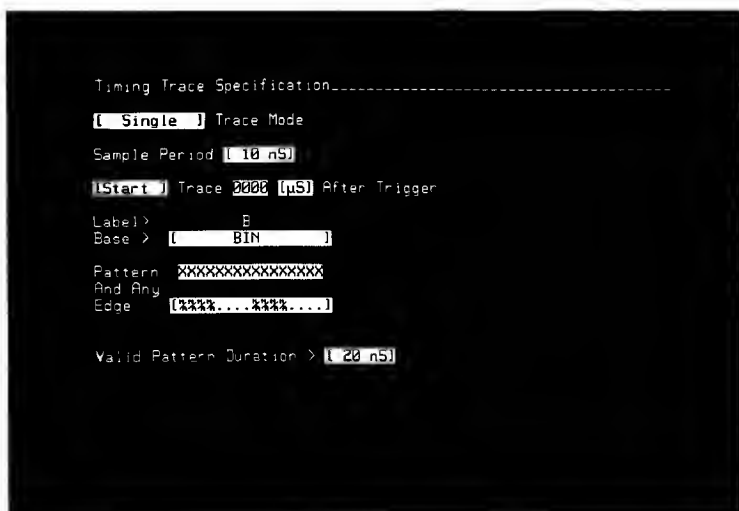 Timing Trace Specification
[ Single ] Trace Mode
Sample Period [ 10 nS]
[Start ] Trace 0000 [µS] After Trigger
Label> B
Base > [ BIN ]
Pattern XXXXXXXXXXXXXXXX
And Any
Edge [%%%%....%%%%....]
Valid Pattern Duration > [ 20 nS]